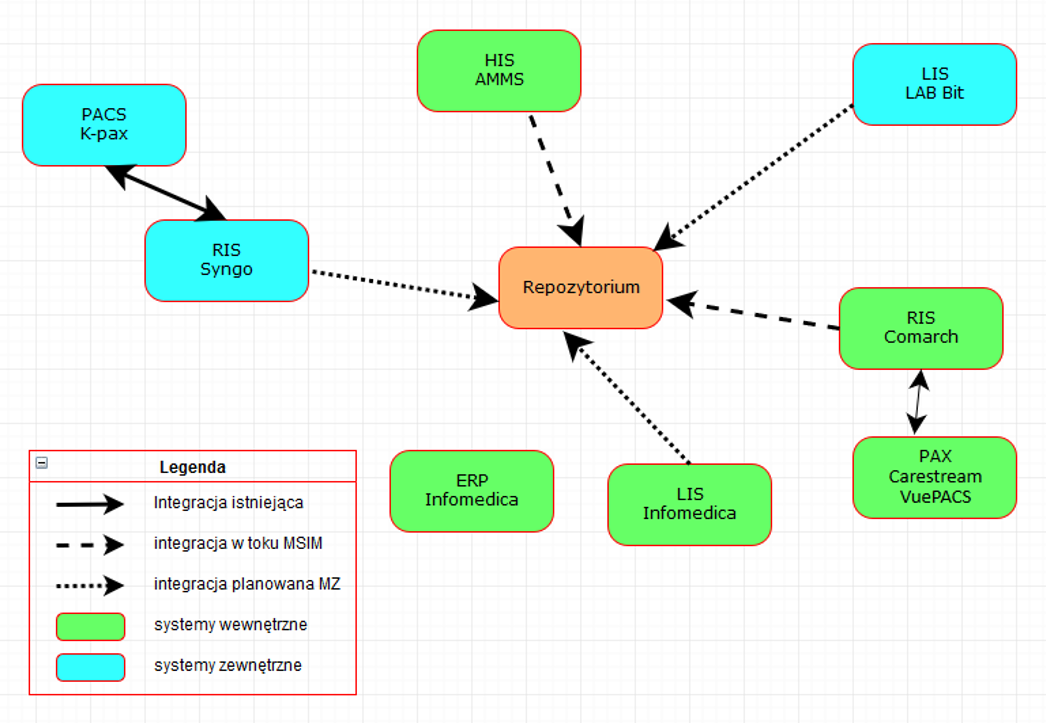 HIS
AMMS
LIS
LAB Bit
PACS
K-pax
RIS
Syngo
Repozytorium
RIS
Comarch
PAX
Carestream
VuePACS
ERP
Infomedica
LIS
Infomedica
Legenda
Integracja istniejąca
integracja w toku MSIM
integracja planowana MZ
systemy wewnętrzne
systemy zewnętrzne